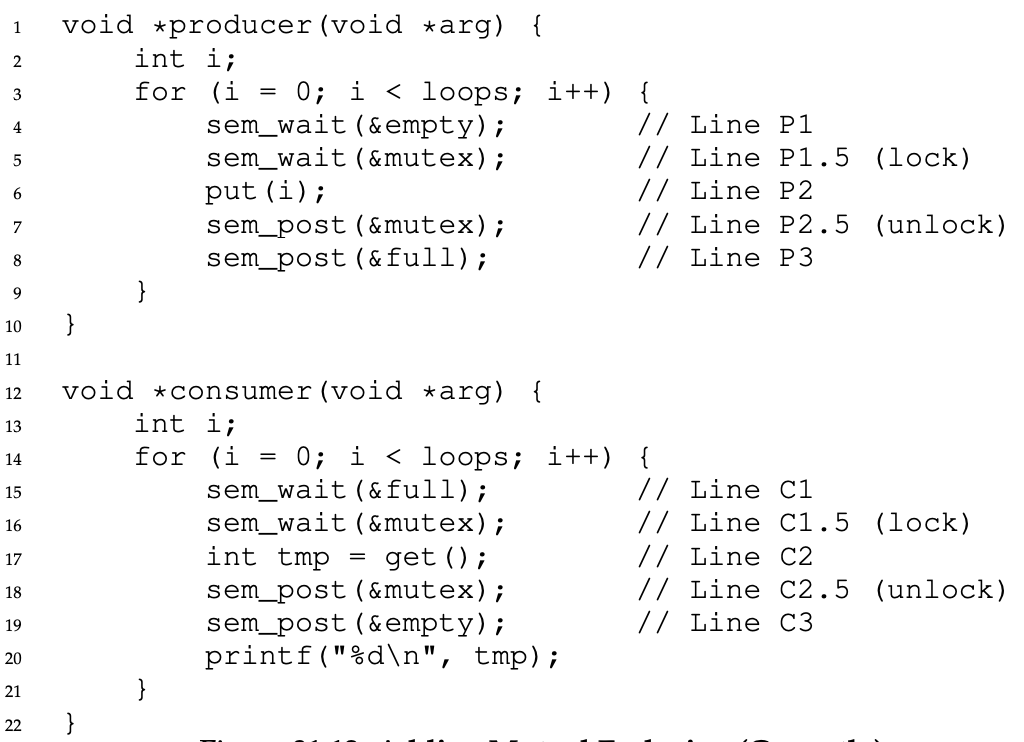 1 void *producer(void *arg) {
2 int i;
3 for (i = 0; i < loops; i++) {
4 sem_wait(&empty); // Line P1
5 sem_wait(&mutex); // Line P1.5 (lock)
6 put(i); // Line P2
7 sem_post(&mutex); // Line P2.5 (unlock)
8 sem_post(&full); // Line P3
9 }
10 }
11
12 void *consumer(void *arg) {
13 int i;
14 for (i = 0; i < loops; i++) {
15 sem_wait(&full); // Line C1
16 sem_wait(&mutex); // Line C1.5 (lock)
17 int tmp = get(); // Line C2
18 sem_post(&mutex); // Line C2.5 (unlock)
19 sem_post(&empty); // Line C3
20 printf("%d\n", tmp);
21 }
22 }